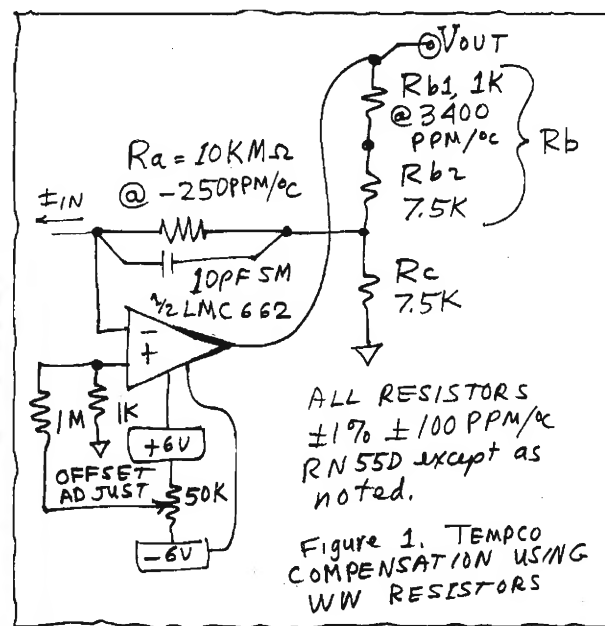 VOUT
Rb1, 1K
@ 3400
PPM/°C
Rb
Rb2
7.5K
Ra = 10KMΩ
@ -250PPM/°C
±IN
10PF 5M
1/2 LMC662
Rc
7.5K
−
+
1M
1K
+6V
OFFSET
ADJUST
50K
-6V
ALL RESISTORS
±1% ±100 PPM/°C
RN55D except as
noted.
Figure 1. TEMPCO
COMPENSATION USING
WW RESISTORS